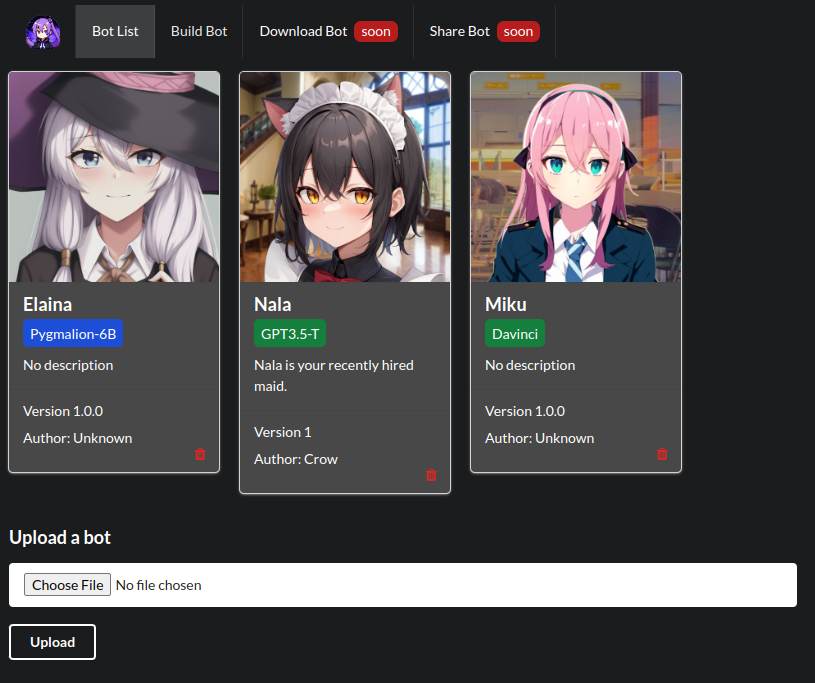 Bot List Build Bot Download Bot soon Share Bot soon
Elaina
Pygmalion-6B
No description
Version 1.0.0
Author: Unknown
Nala
GPT3.5-T
Nala is your recently hired
maid.
Version 1
Author: Crow
Miku
Davinci
No description
Version 1.0.0
Author: Unknown
Upload a bot
Choose File No file chosen
Upload